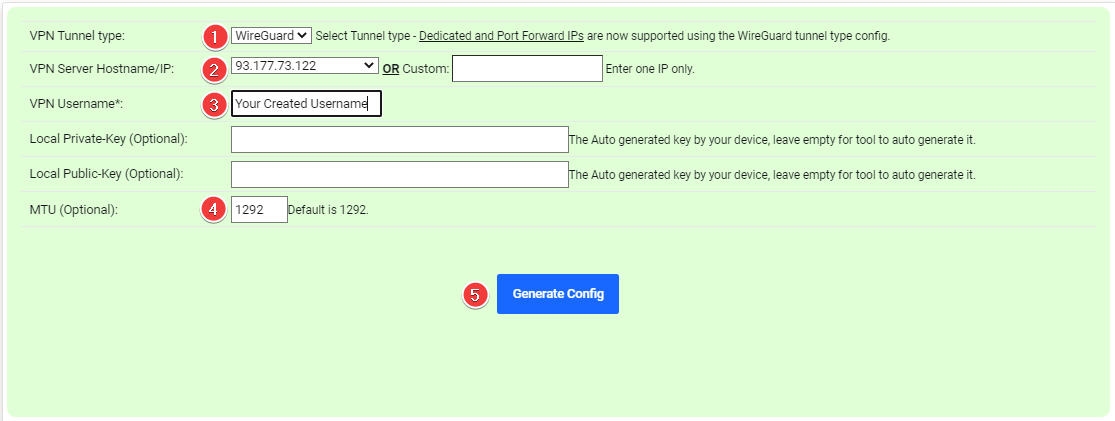 VPN Tunnel type: 1 WireGuard Select Tunnel type - Dedicated and Port Forward IPs are now supported using the WireGuard tunnel type config.
VPN Server Hostname/IP: 2 93.177.73.122 OR Custom: Enter one IP only.
VPN Username*: 3 Your Created Username
Local Private-Key (Optional): The Auto generated key by your device, leave empty for tool to auto generate it.
Local Public-Key (Optional): The Auto generated key by your device, leave empty for tool to auto generate it.
MTU (Optional): 4 1292 Default is 1292.
5 Generate Config